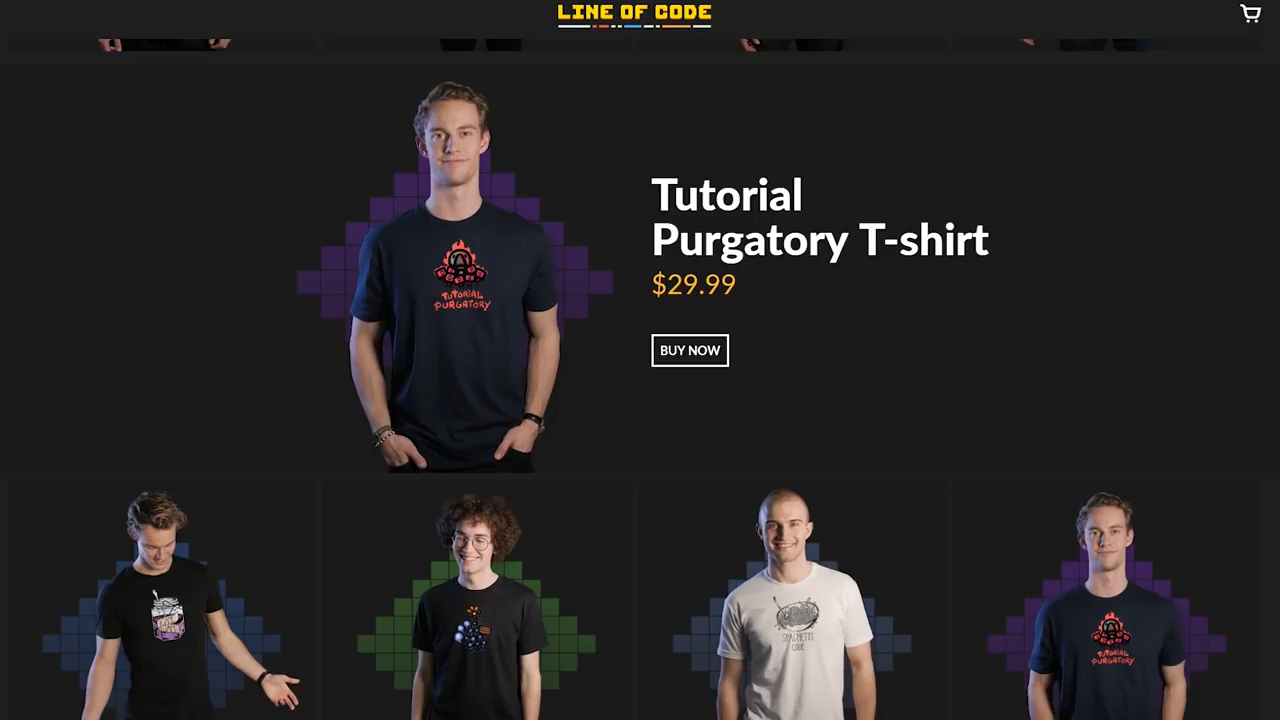 LINE OF CODE
TUTORIAL
PURGATORY
Tutorial
Purgatory T-shirt
$29.99
BUY NOW
SPAGHETTI
CODE
TUTORIAL
PURGATORY